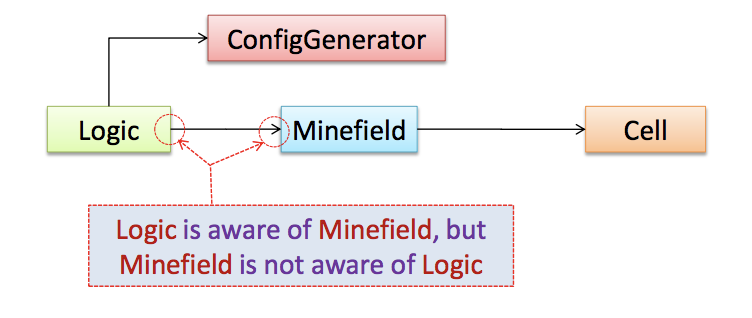 ConfigGenerator
Logic
Minefield
Cell
Logic is aware of Minefield, but
Minefield is not aware of Logic